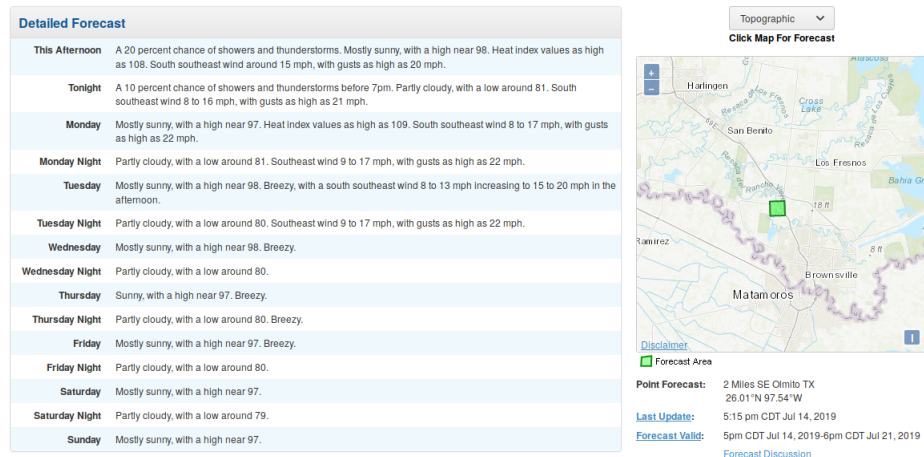 Detailed Forecast
This Afternoon A 20 percent chance of showers and thunderstorms. Mostly sunny, with a high near 98. Heat index values as high
as 108. South southeast wind around 15 mph, with gusts as high as 20 mph.
Tonight A 10 percent chance of showers and thunderstorms before 7pm. Partly cloudy, with a low around 81. South
southeast wind 8 to 16 mph, with gusts as high as 21 mph.
Monday Mostly sunny, with a high near 97. Heat index values as high as 109. South southeast wind 8 to 17 mph, with gusts
as high as 22 mph.
Monday Night Partly cloudy, with a low around 81. Southeast wind 9 to 17 mph, with gusts as high as 22 mph.
Tuesday Mostly sunny, with a high near 98. Breezy, with a south southeast wind 8 to 13 mph increasing to 15 to 20 mph in the
afternoon.
Tuesday Night Partly cloudy, with a low around 80. Southeast wind 9 to 17 mph, with gusts as high as 22 mph.
Wednesday Mostly sunny, with a high near 98. Breezy.
Wednesday Night Partly cloudy, with a low around 80.
Thursday Sunny, with a high near 97. Breezy.
Thursday Night Partly cloudy, with a low around 80. Breezy.
Friday Mostly sunny, with a high near 97. Breezy.
Friday Night Partly cloudy, with a low around 80.
Saturday Mostly sunny, with a high near 97.
Saturday Night Partly cloudy, with a low around 79.
Sunday Mostly sunny, with a high near 97.
Topographic
Click Map For Forecast
+
−
Harlingen
Resaca de Los Fresnos
Cross
Lake
69E
San Benito
Los Fresnos
Resaca del Rancho Viejo
Bahia Gr
18 ft
Ramirez
8 ft
Brownsville
Matamoros
Disclaimer
Forecast Area
Point Forecast: 2 Miles SE Olmito TX
26.01°N 97.54°W
Last Update: 5:15 pm CDT Jul 14, 2019
Forecast Valid: 5pm CDT Jul 14, 2019-6pm CDT Jul 21, 2019
Forecast Discussion